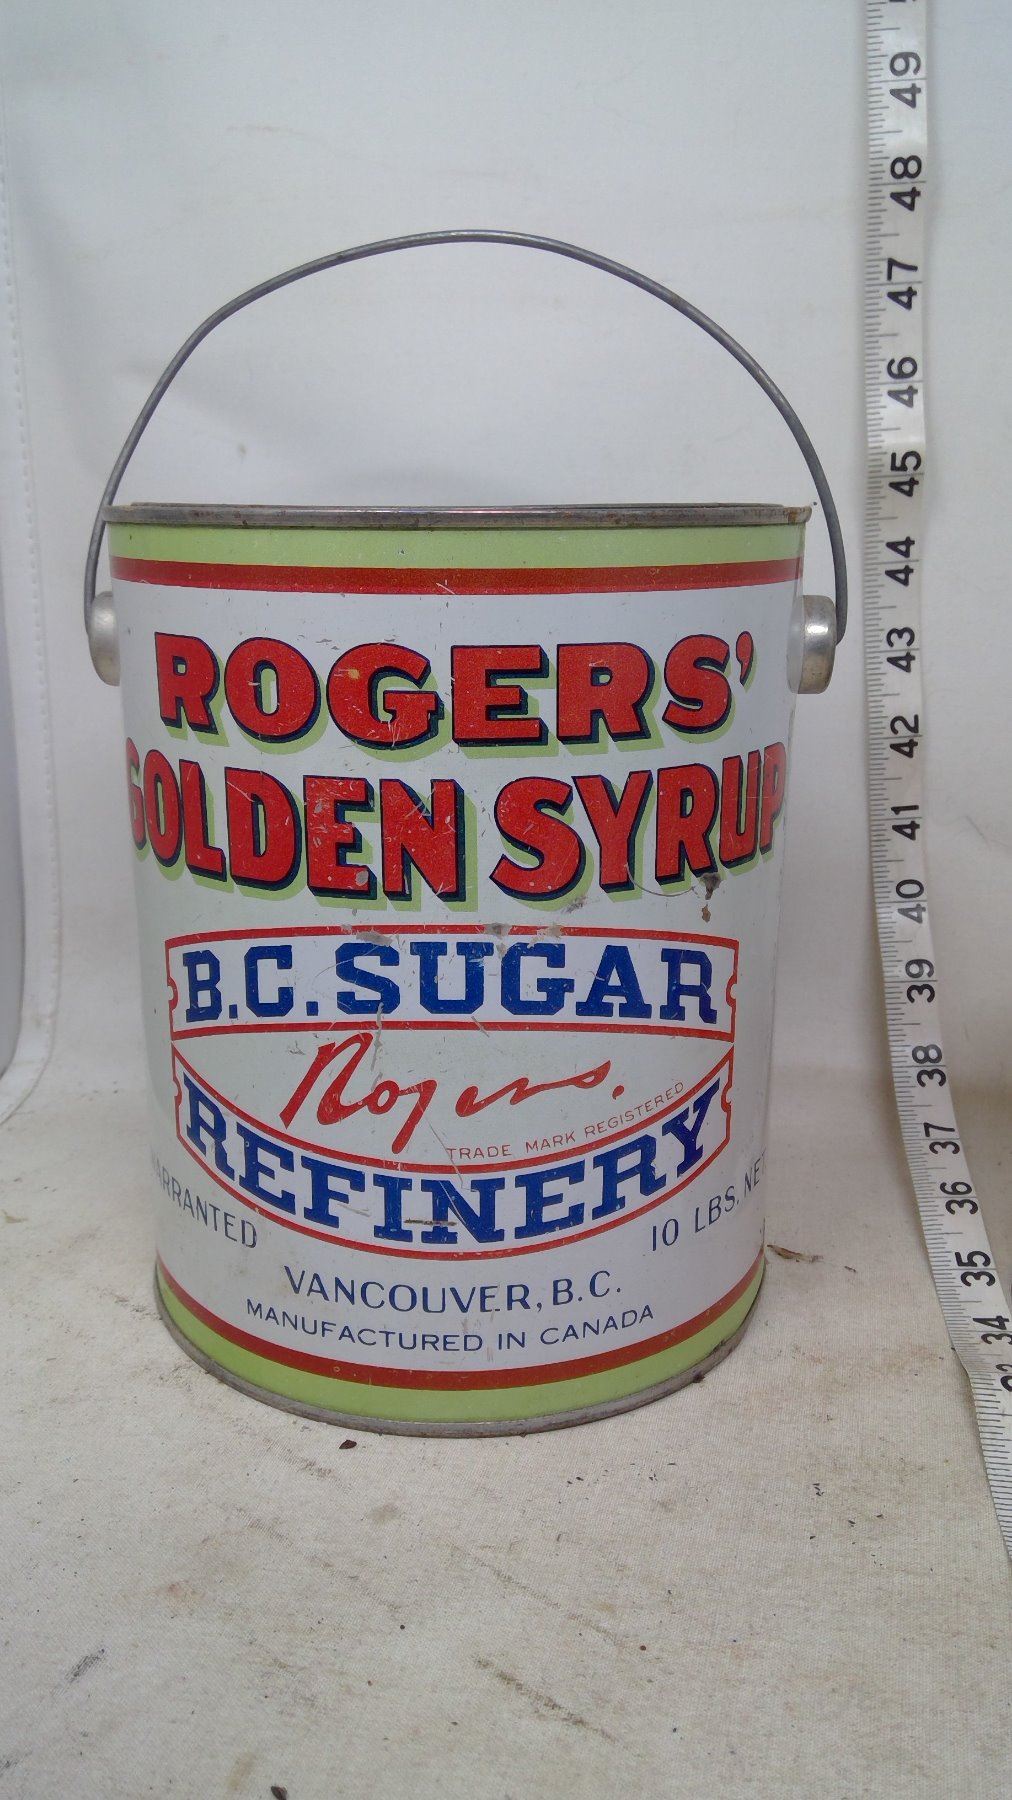 ROGERS'
GOLDEN SYRUP
B.C. SUGAR
Rogers.
TRADE MARK REGISTERED
REFINERY
10 LBS. NET
VANCOUVER, B.C.
MANUFACTURED IN CANADA
49
48
47
46
45
44
43
42
41
40
39
38
37
36
35
34